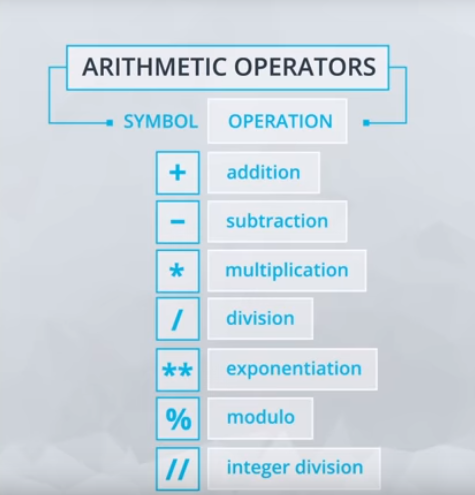 ARITHMETIC OPERATORS
SYMBOL OPERATION
+ addition
- subtraction
* multiplication
/ division
** exponentiation
% modulo
// integer division